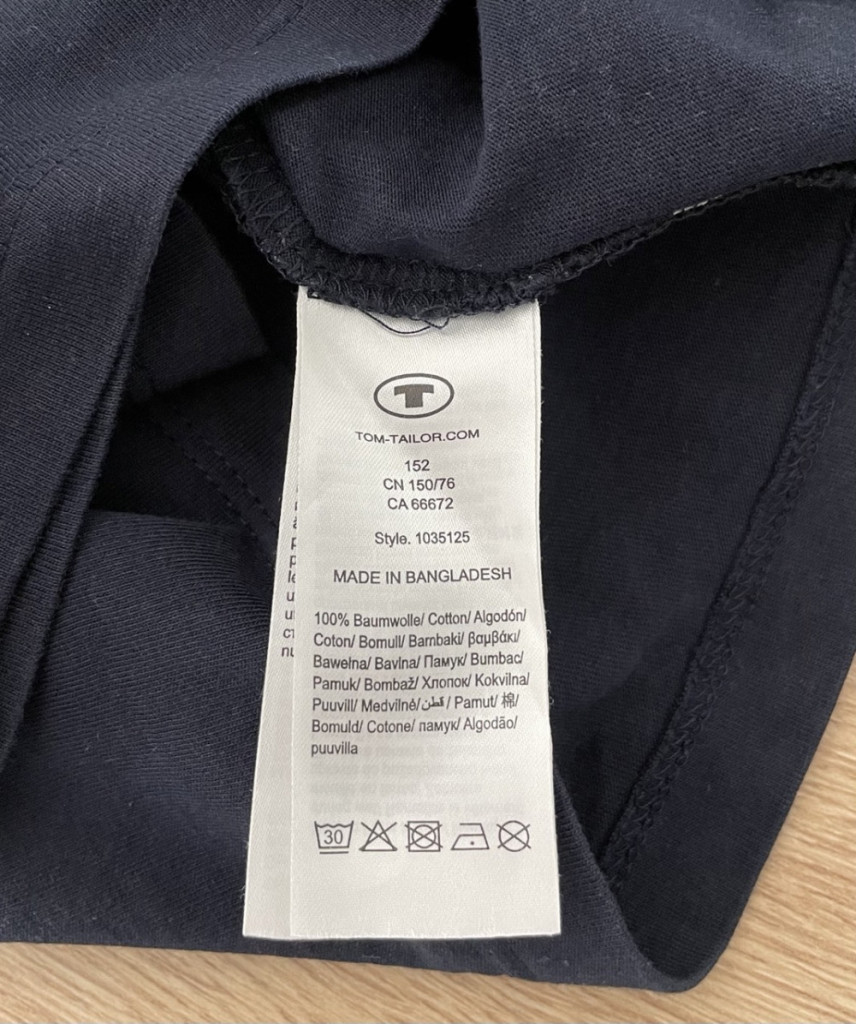 T
TOM-TAILOR.COM
152
CN 150/76
CA 66672
Style. 1035125
MADE IN BANGLADESH
100% Baumwolle/ Cotton/ Algodón/
Coton/ Bomull/ Bambaki/ βαμβάκι/
Bawełna/ Bavlna/ Памук/ Bumbac/
Pamuk/ Bombaž/ Хлопок/ Kokvilna/
Puuvill/ Medvilnė/ قطن/ Pamut/ 棉/
Bomuld/ Cotone/ памук/ Algodão/
puuvilla
30